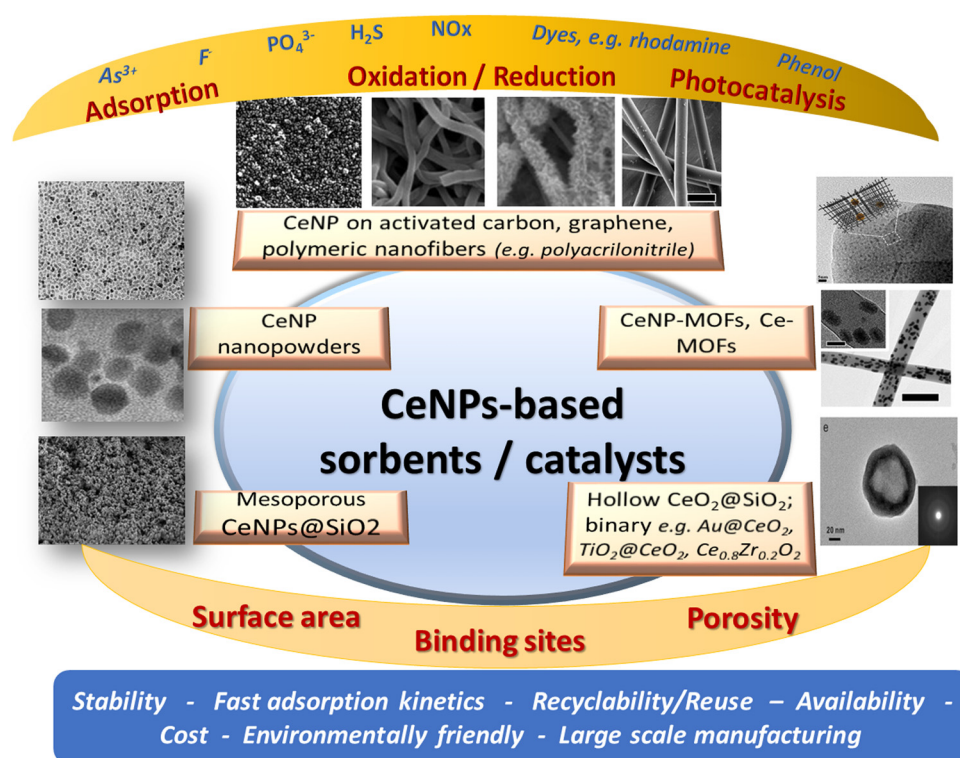 As³⁺ F⁻ PO₄³⁻ H₂S NOx Dyes, e.g. rhodamine Phenol
Adsorption Oxidation / Reduction Photocatalysis
CeNP on activated carbon, graphene,
polymeric nanofibers (e.g. polyacrilonitrile)
CeNP
nanopowders
CeNP-MOFs, Ce-
MOFs
CeNPs-based
sorbents / catalysts
Mesoporous
CeNPs@SiO2
Hollow CeO₂@SiO₂;
binary e.g. Au@CeO₂,
TiO₂@CeO₂, Ce₀.₈Zr₀.₂O₂
e
20 nm
Surface area Binding sites Porosity
Stability - Fast adsorption kinetics - Recyclability/Reuse – Availability -
Cost - Environmentally friendly - Large scale manufacturing